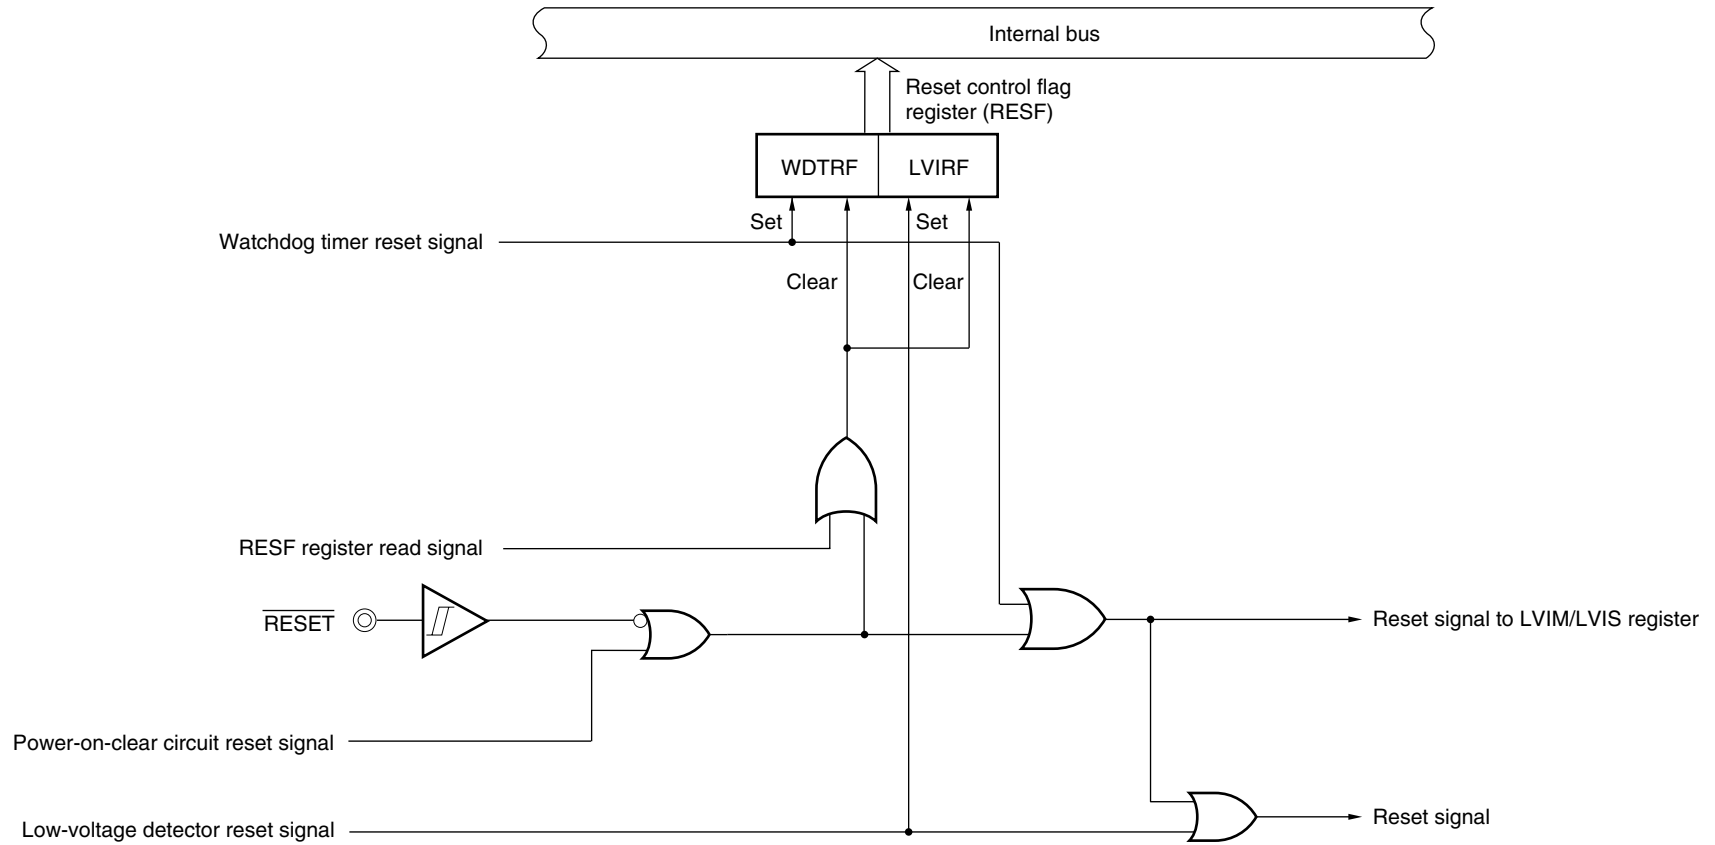 Internal bus
Reset control flag
register (RESF)
WDTRF
LVIRF
Set
Set
Watchdog timer reset signal
Clear
Clear
RESF register read signal
RESET
Reset signal to LVIM/LVIS register
Power-on-clear circuit reset signal
Low-voltage detector reset signal
Reset signal